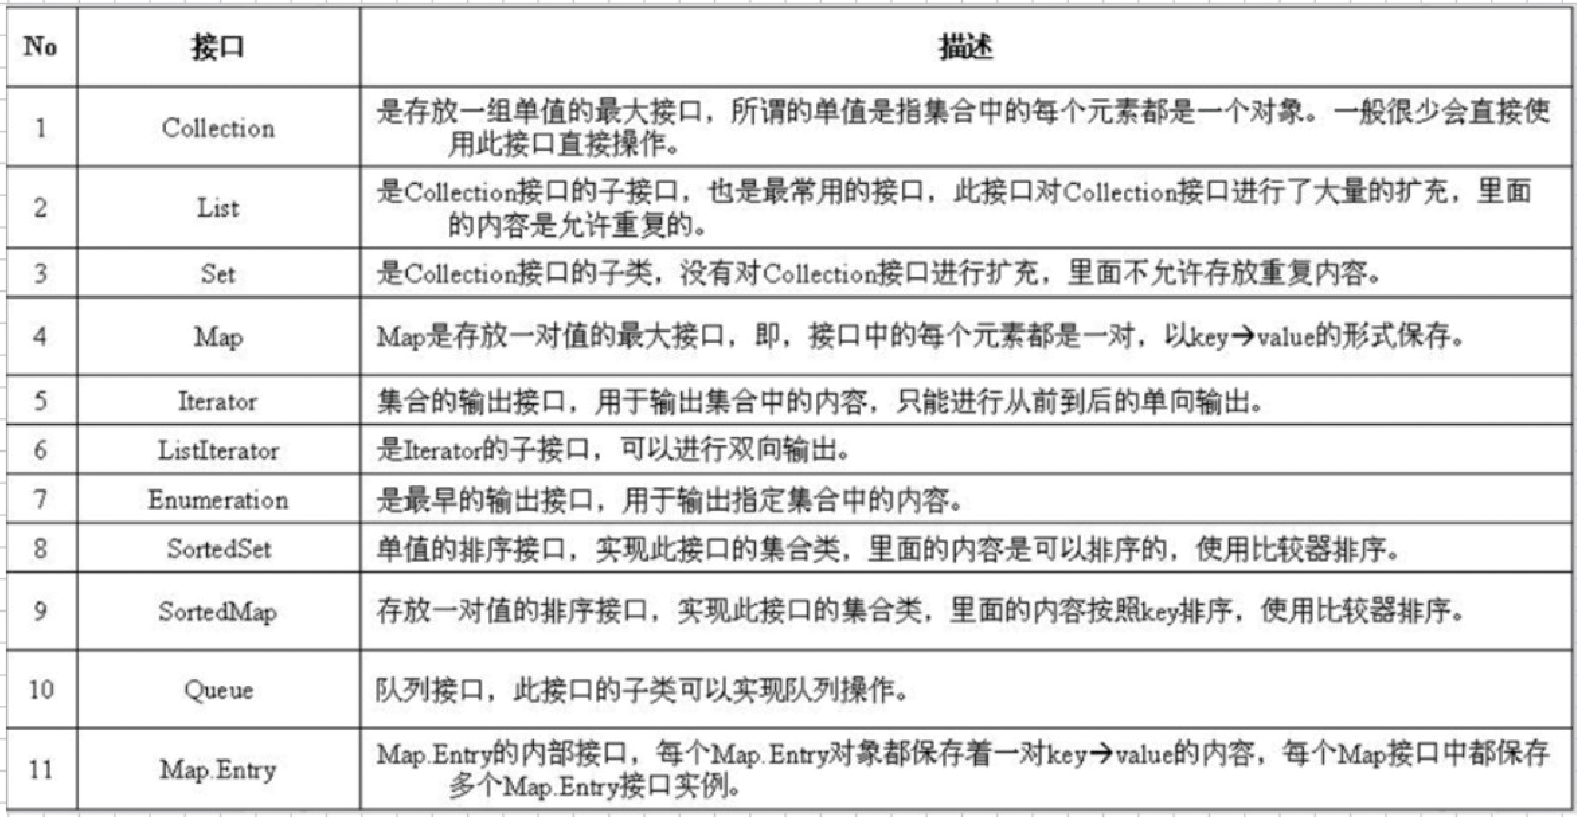 No 接口 描述
1 Collection 是存放一组单值的最大接口，所谓的单值是指集合中的每个元素都是一个对象。一般很少会直接使
用此接口直接操作。
2 List 是Collection接口的子接口，也是最常用的接口，此接口对Collection接口进行了大量的扩充，里面
的内容是允许重复的。
3 Set 是Collection接口的子类，没有对Collection接口进行扩充，里面不允许存放重复内容。
4 Map Map是存放一对值的最大接口，即，接口中的每个元素都是一对，以key→value的形式保存。
5 Iterator 集合的输出接口，用于输出集合中的内容，只能进行从前到后的单向输出。
6 ListIterator 是Iterator的子接口，可以进行双向输出。
7 Enumeration 是最早的输出接口，用于输出指定集合中的内容。
8 SortedSet 单值的排序接口，实现此接口的集合类，里面的内容是可以排序的，使用比较器排序。
9 SortedMap 存放一对值的排序接口，实现此接口的集合类，里面的内容按照key排序，使用比较器排序。
10 Queue 队列接口，此接口的子类可以实现队列操作。
11 Map.Entry Map.Entry的内部接口，每个Map.Entry对象都保存着一对key→value的内容，每个Map接口中都保存
多个Map.Entry接口实例。